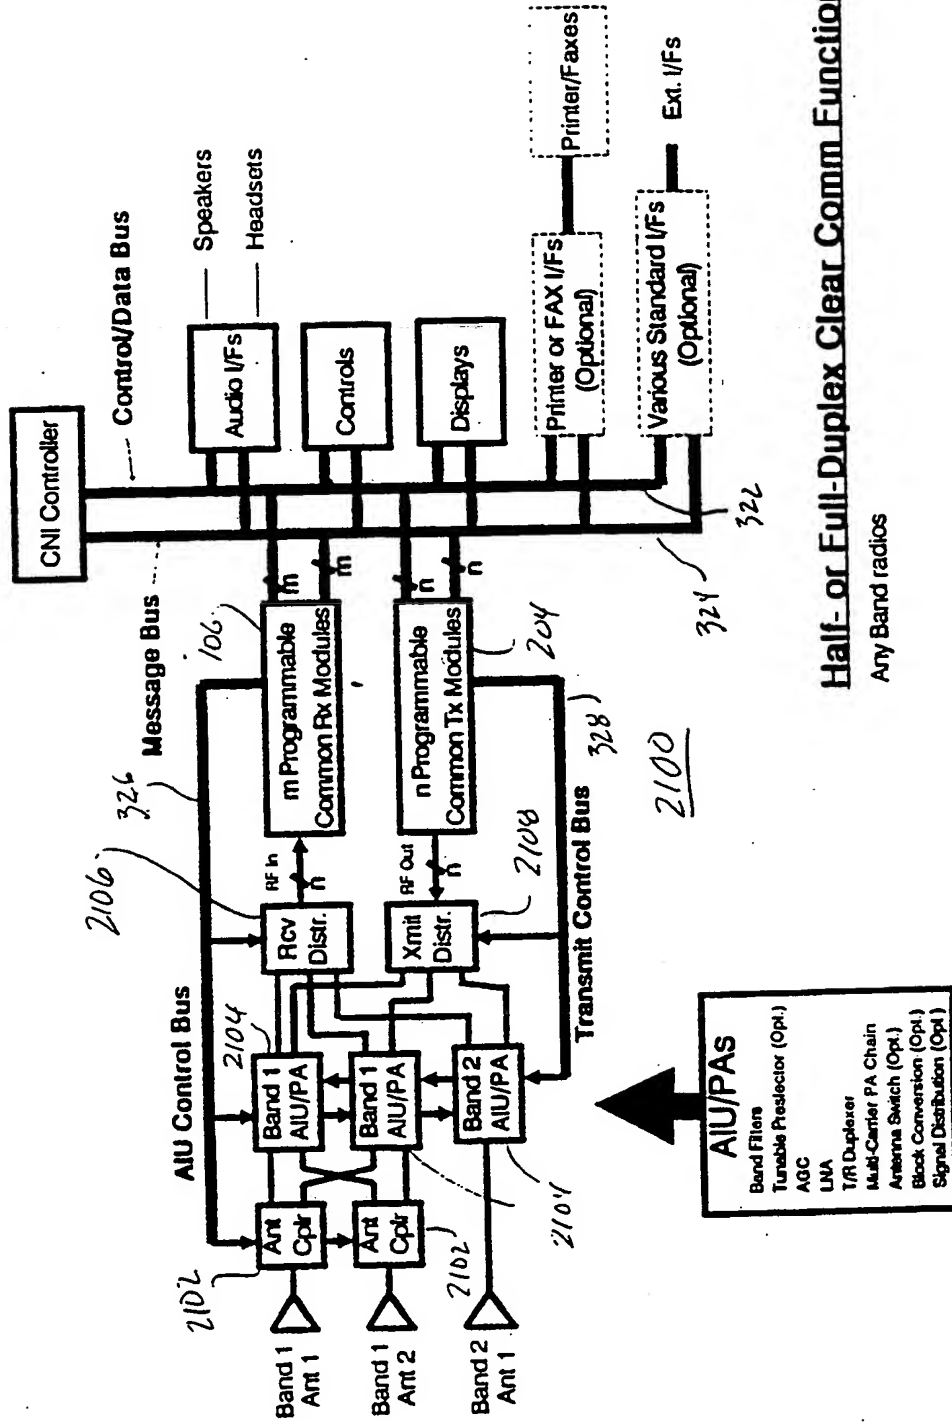 CNI Controller
Message Bus
Control/Data Bus
Audio I/Fs
Speakers
Headsets
Controls
Displays
Printer or FAX I/Fs
(Optional)
Printer/Faxes
Various Standard I/Fs
(Optional)
Ext. I/Fs
322
324
106
m Programmable
Common Rx Modules
m
m
n Programmable
Common Tx Modules
n
n
204
326
328
AIU Control Bus
Transmit Control Bus
2106
Rcv
Distr.
RF In
n
Xmit
Distr.
RF Out
n
2108
2104
Band 1
AIU/PA
Band 1
AIU/PA
Band 2
AIU/PA
2104
Ant
Cplr
Ant
Cplr
2102
2102
Band 1
Ant 1
Band 1
Ant 2
Band 2
Ant 1
2100
AIU/PAs
Band Filters
Tunable Preslector (Opt.)
AGC
LNA
T/R Duplexer
Multi-Carrier PA Chain
Antenna Switch (Opt.)
Block Conversion (Opt.)
Signal Distribution (Opt.)
Half- or Full-Duplex Clear Comm Function
Any Band radios